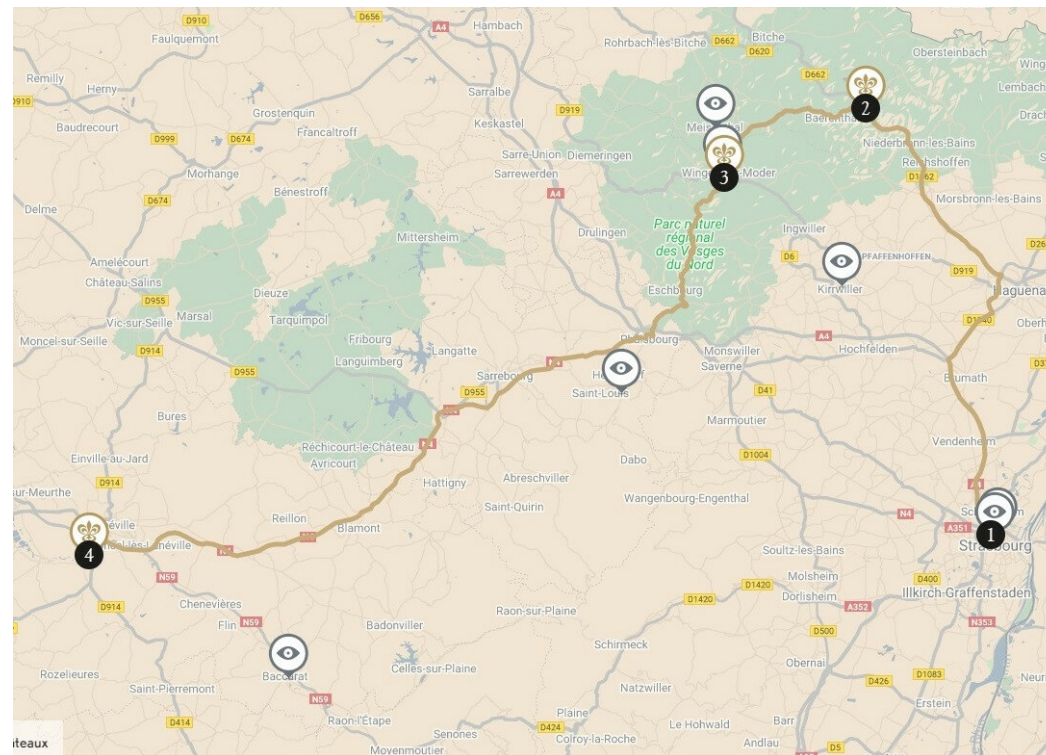 D910
D656
Faulquemont
A4
Hambach
Rohrbach-lès-Bitche
D662
Bitche
D620
Obersteinbach
Remilly
Herny
D910
Sarralbe
D662
Lembach
Grostenquin
D919
Baudrecourt
D999
D674
Francaltroff
Keskastel
Sarre-Union
Diemeringen
2
Niederbronn-les-Bains
Reichshoffen
Morhange
Sarrewerden
3
Delme
D674
Bénestroff
A4
Morsbronn-les-Bains
Mittersheim
Drulingen
Parc naturel
régional
des Vosges
du Nord
Ingwiller
D6
PFAFFENHOFFEN
D919
Amelécourt
Château-Salins
Dieuze
Eschbourg
Kirrwiller
D955
Marsal
Tarquimpol
Vic-sur-Seille
Fribourg
Moncel-sur-Seille
D914
Languimberg
Langatte
A4
Hochfelden
Monswiller
Saverne
D955
Sarrebourg
D955
Saint-Louis
D41
Brumath
Bures
Marmoutier
Réchicourt-le-Château
Avricourt
N4
Vendenheim
Einville-au-Jard
Dabo
D1004
D914
Hattigny
Abreschviller
Saint-Quirin
Wangenbourg-Engenthal
N4
A351
1
Reillon
Blamont
Strasbourg
4
Soultz-les-Bains
D400
Molsheim
Illkirch-Graffenstaden
N59
D1420
Dorlisheim
A352
D914
Chenevières
Raon-sur-Plaine
D1420
N353
Flin
N59
Badonviller
D500
Schirmeck
Rozelieures
Baccarat
Celles-sur-Plaine
Obernai
D1083
D426
Saint-Pierremont
N59
Natzwiller
Erstein
D414
Raon-l'Étape
Plaine
D424
Colroy-la-Roche
Le Hohwald
Barr
Senones
Moyenmoutier
D5
Andlau